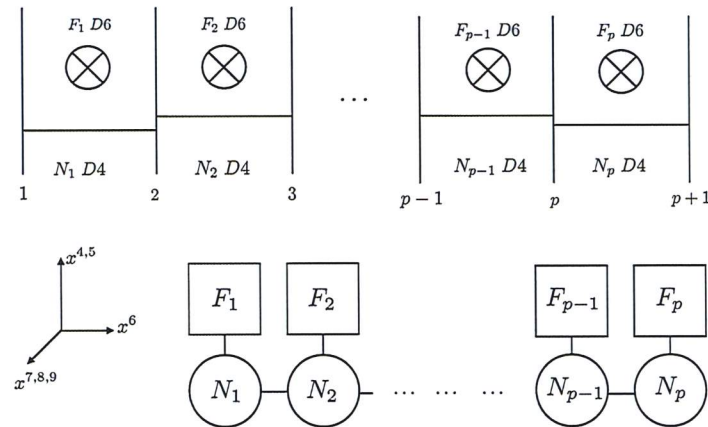 F₁ D6 F₂ D6 F_{p−1} D6 F_p D6
...
N₁ D4 N₂ D4 N_{p−1} D4 N_p D4
1 2 3 p − 1 p p + 1
x^{4,5}
F₁ F₂ F_{p−1} F_p
x⁶
x^{7,8,9}
N₁ N₂ ... ... ... N_{p−1} N_p